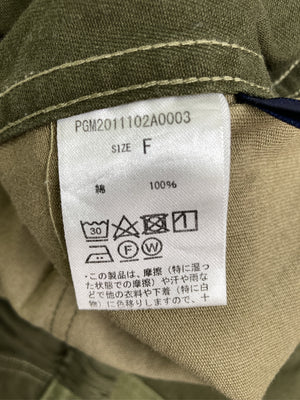 PGM2011102A0003
SIZE F
綿 100%
30
F W
・この製品は、摩擦（特に湿っ
た状態での摩擦）や汗や雨な
どで他の衣料や下着（特に白
物）に色移りしますので、十